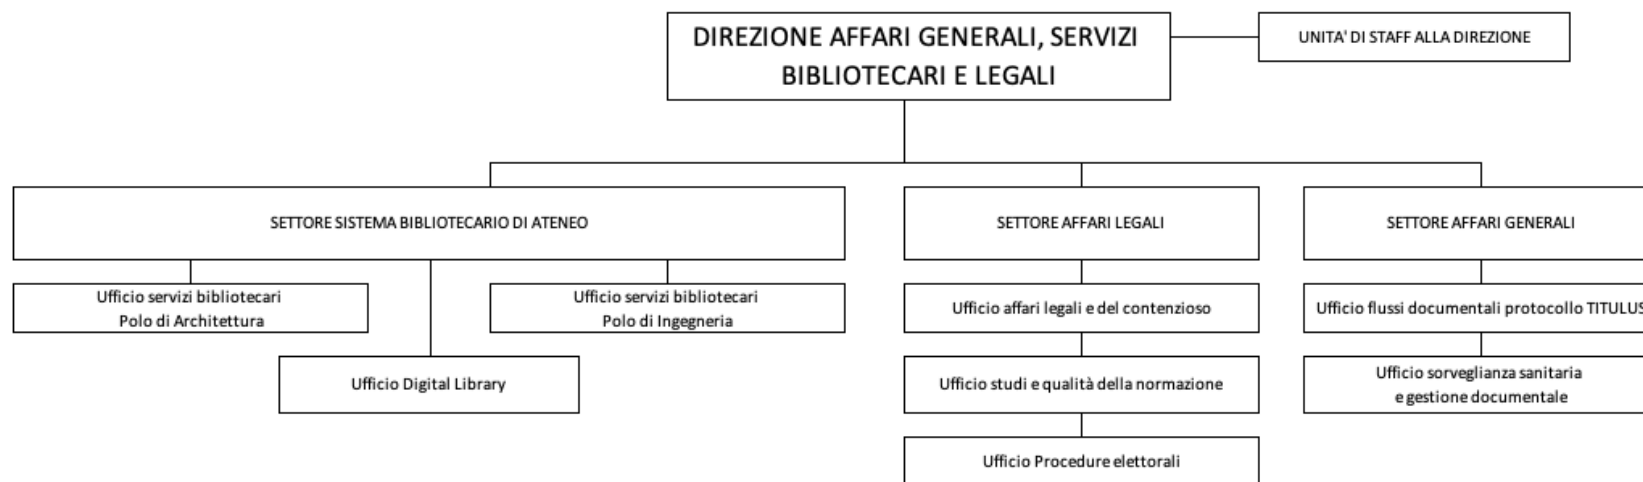 DIREZIONE AFFARI GENERALI, SERVIZI
BIBLIOTECARI E LEGALI
UNITA' DI STAFF ALLA DIREZIONE
SETTORE SISTEMA BIBLIOTECARIO DI ATENEO
Ufficio servizi bibliotecari
Polo di Architettura
Ufficio servizi bibliotecari
Polo di Ingegneria
Ufficio Digital Library
SETTORE AFFARI LEGALI
Ufficio affari legali e del contenzioso
Ufficio studi e qualità della normazione
Ufficio Procedure elettorali
SETTORE AFFARI GENERALI
Ufficio flussi documentali protocollo TITULUS
Ufficio sorveglianza sanitaria
e gestione documentale